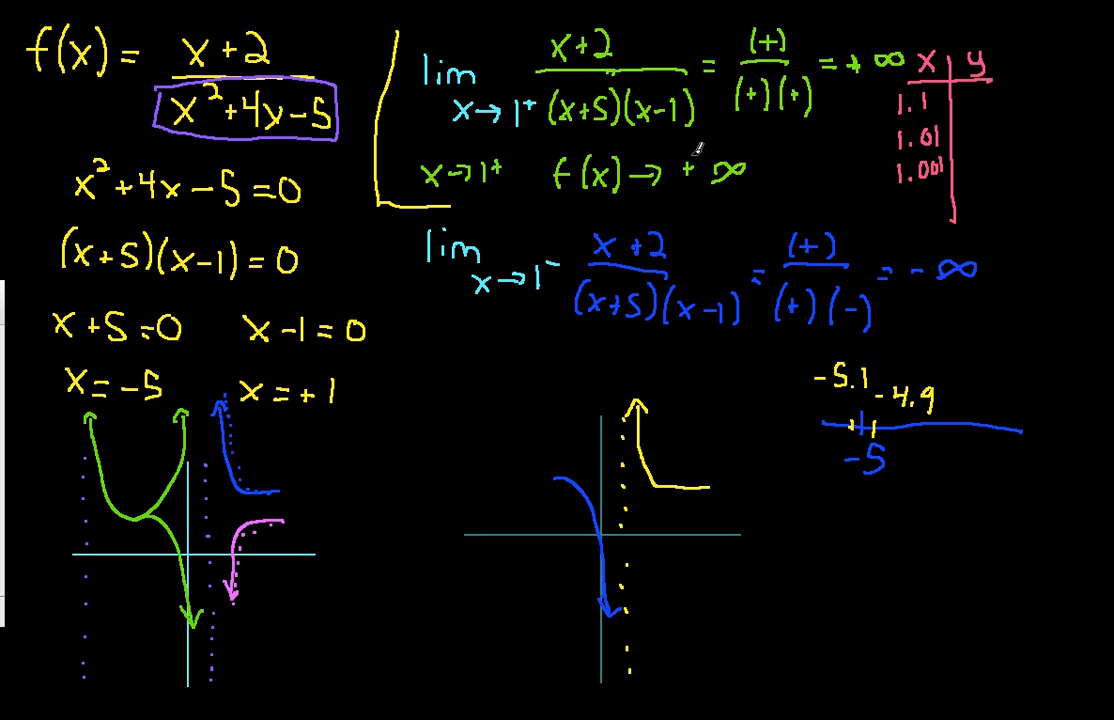 f(x) = x+2 / x²+4y-5
x²+4x-5=0
(x+5)(x-1)=0
x+5=0 x-1=0
x=-5 x=+1
lim x→1⁺ x+2 / (x+5)(x-1) = (+) / (+)(+) = +∞
x→1⁺ f(x)→ +∞
lim x→1⁻ x+2 / (x+5)(x-1) = (+) / (+)(-) = -∞
x y
1.1
1.01
1.001
-5.1 -4.9
-5